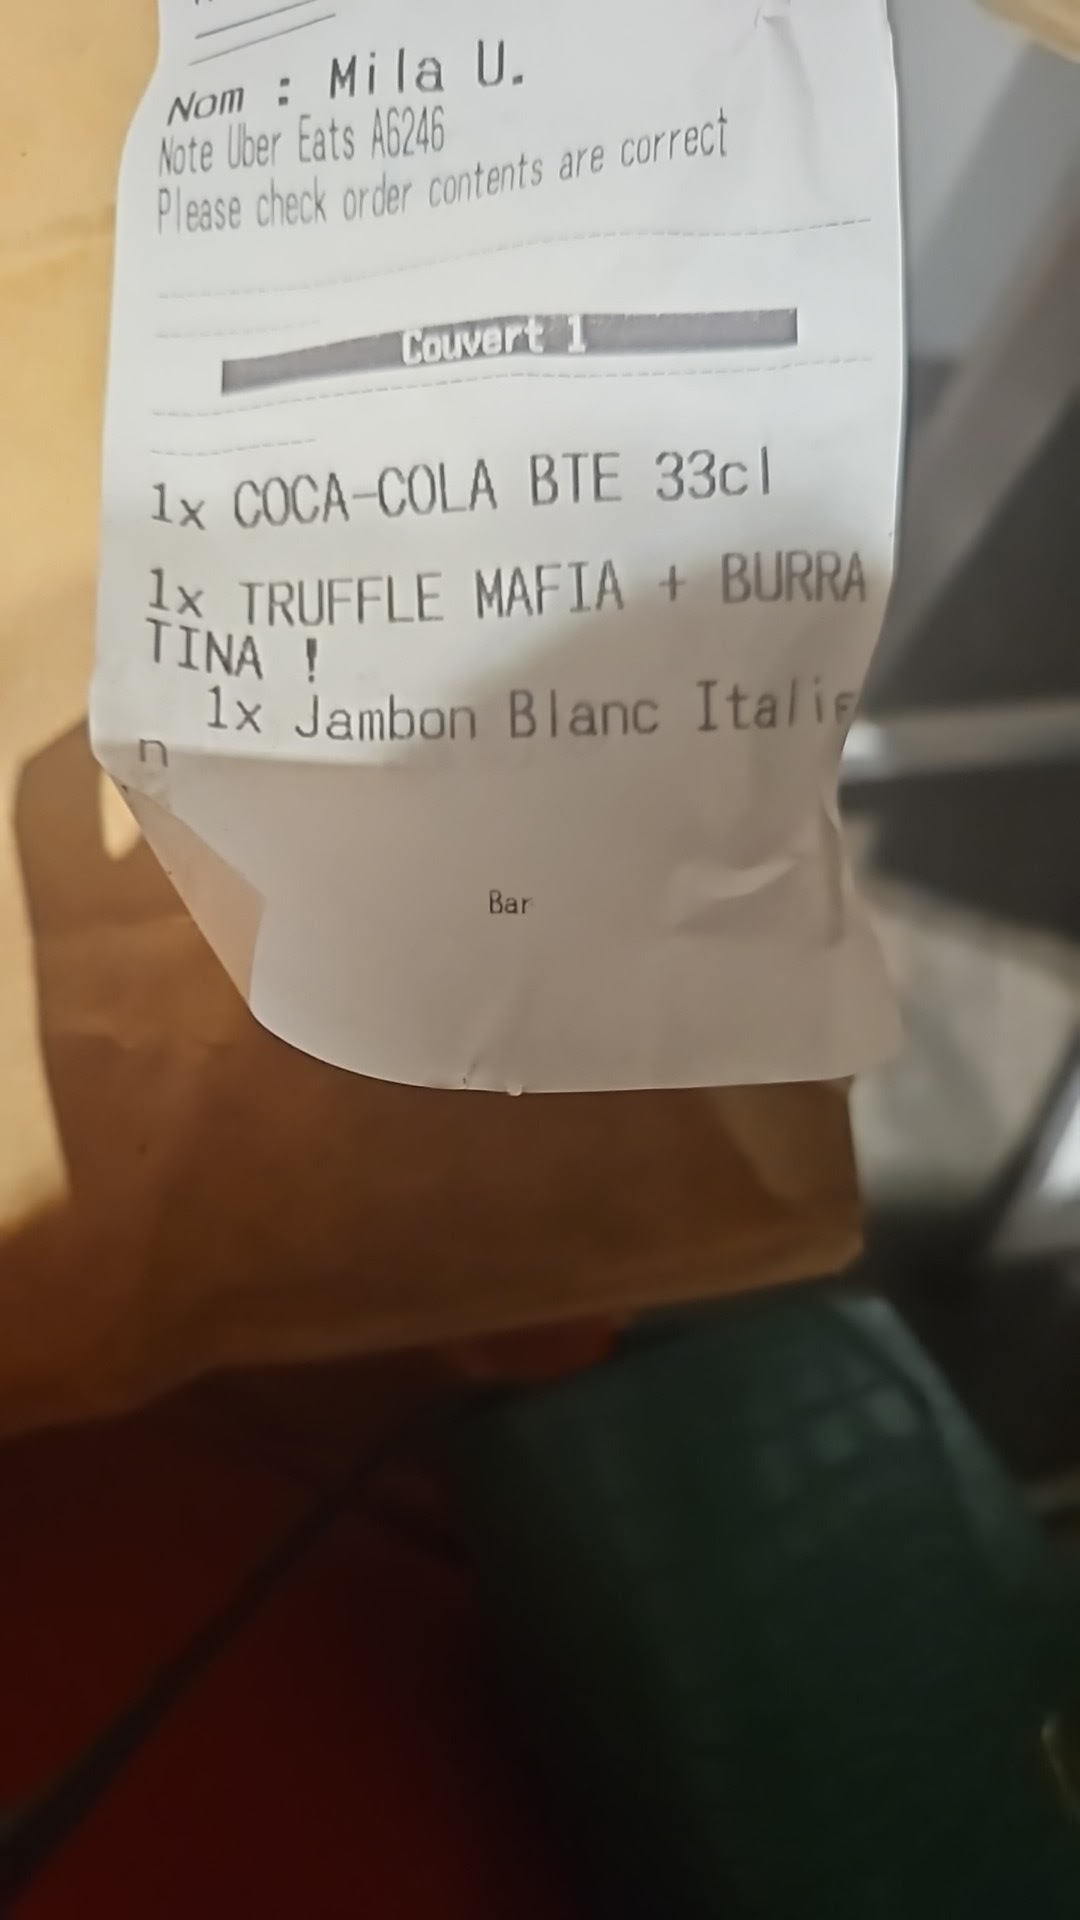 Nom : Mila U.
Note Uber Eats A6246
Please check order contents are correct
Couvert 1
1x COCA-COLA BTE 33cl
1x TRUFFLE MAFIA + BURRA
TINA !
1x Jambon Blanc Italie
n
Bar